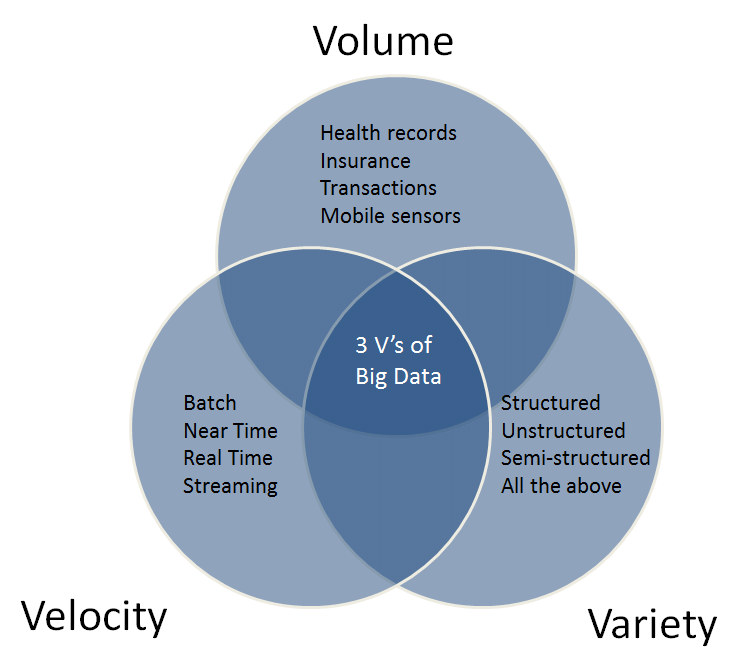 Volume
Health records
Insurance
Transactions
Mobile sensors
3 V's of
Big Data
Batch
Near Time
Real Time
Streaming
Structured
Unstructured
Semi-structured
All the above
Velocity
Variety